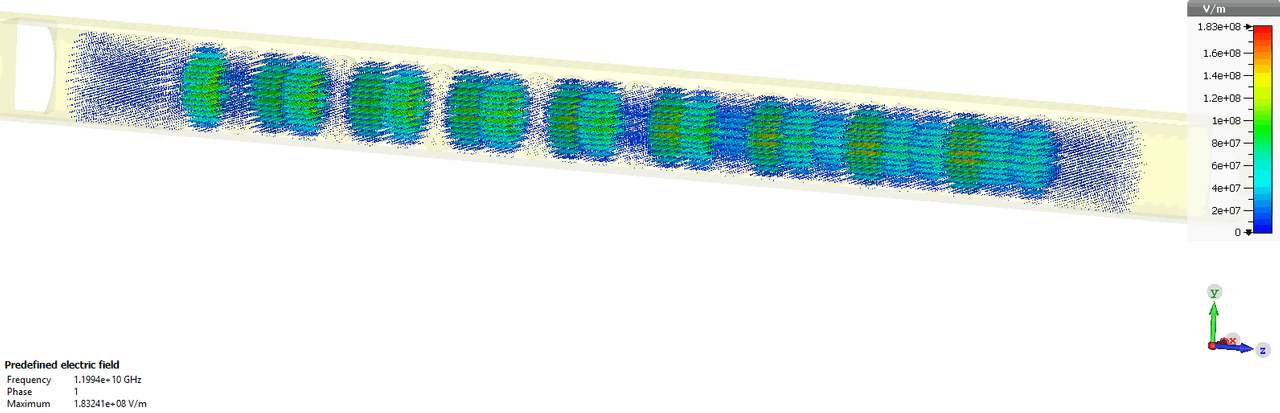 V/m
1.83e+08
1.6e+08
1.4e+08
1.2e+08
1e+08
8e+07
6e+07
4e+07
2e+07
0
y
x
z
Predefined electric field
Frequency 1.1994e+10 GHz
Phase 1
Maximum 1.83241e+08 V/m